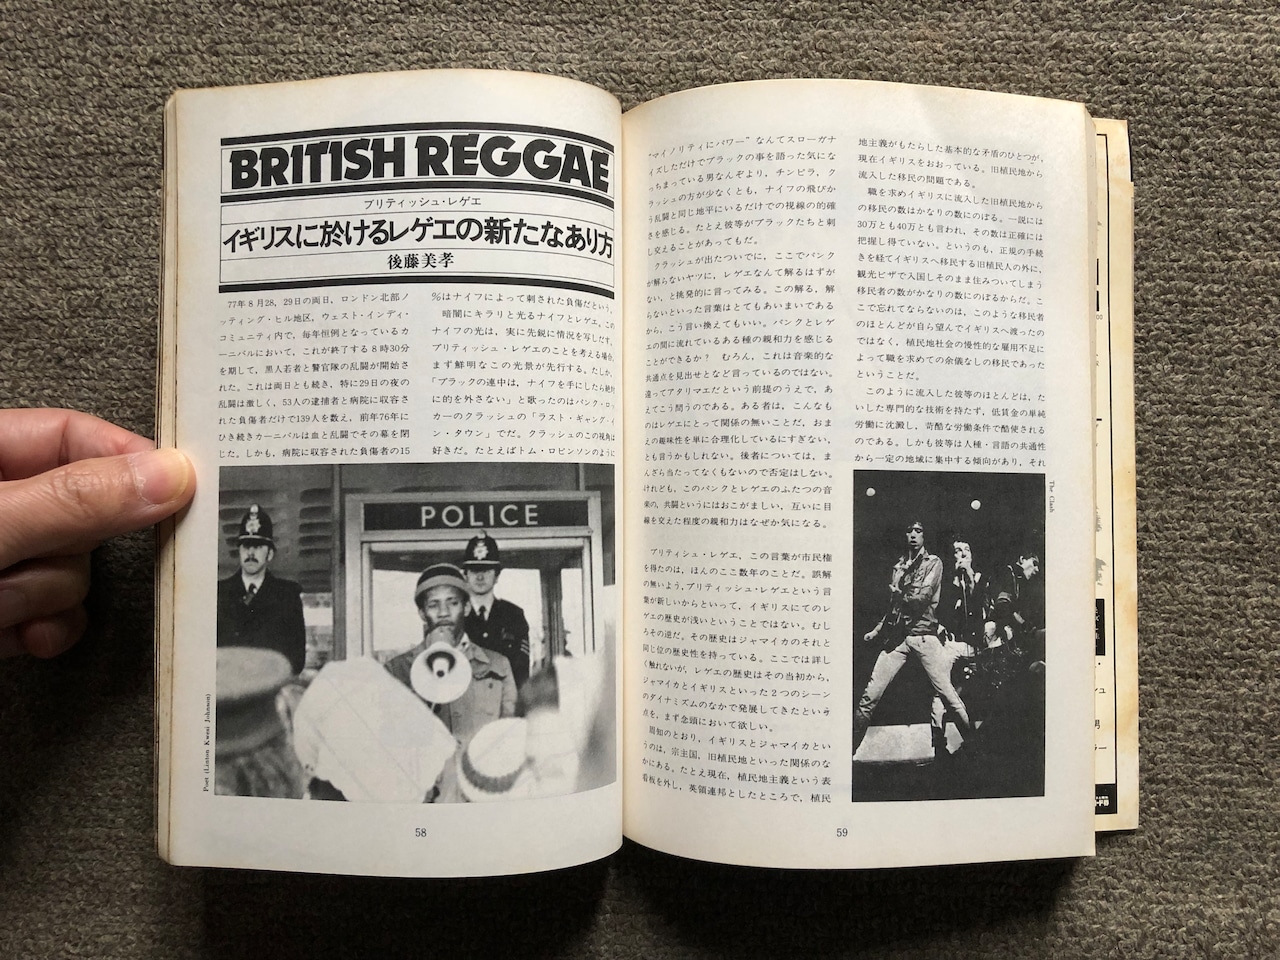 BRITISH REGGAE
ブリティッシュ・レゲエ
イギリスに於けるレゲエの新たなあり方
後藤美孝
77年8月28、29日の両日、ロンドン北部ノ
ッティング・ヒル地区、ウェスト・インディ・
コミュニティ内で、毎年恒例となっているカ
ーニバルにおいて、これが終了する8時30分
を期して、黒人若者と警官隊の乱闘が開始
された。これは両日とも続き、特に29日の夜の
乱闘は激しく、53人の逮捕者と病院に収容さ
れた負傷者だけで139人を数え、前年76年に
ひき続きカーニバルは血と乱闘でその幕を閉
じた。しかも、病院に収容された負傷者の15
%はナイフによって刺された負傷だという。
暗闇にキラリと光るナイフとレゲエ、この
ナイフの光は、実に先鋭に情況を写しだす。
ブリティッシュ・レゲエのことを考える場合、
まず鮮明なこの光景が先行する。たしか、
「ブラックの連中は、ナイフを手にしたら絶対
に的を外さない」と歌ったのはパンク・ロッ
カーのクラッシュの「ラスト・ギャング・イ
ン・タウン」でだ。クラッシュのこの視角は
好きだ。たとえばトム・ロビンソンのように
POLICE
Poet (Linton Kwesi Johnson)
58
"マイノリティにパワー"なんてスローガナ
イズしただけでブラックの事を語った気にな
っちまっている男なんぞより、チンピラ、ク
ラッシュの方が少なくとも、ナイフの飛びか
う乱闘と同じ地平にいるだけでの視線の的確
さを感じる。たとえ彼等がブラックたちと刺
し交えることがあってもだ。
クラッシュが出たついでに、ここでパンク
が解らないヤツに、レゲエなんて解るはずが
ない、と挑発的に言ってみる。この解る、解
らないといった言葉はとてもあいまいである
から、こう言い換えてもいい。パンクとレゲ
エの間に流れているある種の親和力を感じる
ことができるか? むろん、これは音楽的な
共通点を見出せとなど言っているのではない。
違ってアタリマエだという前提のうえで、あ
えてこう問うのである。ある者は、こんなも
のはレゲエにとって関係の無いことだ、おま
えの趣味性を単に合理化しているにすぎない、
とも言うかもしれない。後者については、ま
んざら当たってなくもないので否定はしない。
けれども、このパンクとレゲエのふたつの音
楽の、共闘というにはおこがましい、互いに目
線を交えた程度の親和力はなぜか気になる。
ブリティッシュ・レゲエ、この言葉が市民権
を得たのは、ほんのここ数年のことだ。誤解
の無いよう、ブリティッシュ・レゲエという言
葉が新しいからといって、イギリスにてのレ
ゲエの歴史が浅いということではない。むし
ろその逆だ。その歴史はジャマイカのそれと
同じ位の歴史性を持っている。ここでは詳し
く触れないが、レゲエの歴史はその当初から、
ジャマイカとイギリスといった2つのシーン
のダイナミズムのなかで発展してきたという
点を、まず念頭において欲しい。
周知のとおり、イギリスとジャマイカとい
うのは、宗主国、旧植民地といった関係のな
かにある。たとえ現在、植民地主義という表
看板を外し、英領連邦としたところで、植民
地主義がもたらした基本的な矛盾のひとつが、
現在イギリスをおおっている。旧植民地から
流入した移民の問題である。
職を求めイギリスに流入した旧植民地から
の移民の数はかなりの数にのぼる。一説には
30万とも40万とも言われ、その数は正確には
把握し得ていない。というのも、正規の手続
きを経てイギリスへ移民する旧植民人の外に、
観光ビザで入国しそのまま住みついてしまう
移民者の数がかなりの数にのぼるからだ。こ
こで忘れてならないのは、このような移民者
のほとんどが自ら望んでイギリスへ渡ったの
ではなく、植民地社会の慢性的な雇用不足に
よって職を求めての余儀なしの移民であった
ということだ。
このように流入した彼等のほとんどは、た
いした専門的な技術を持たず、低賃金の単純
労働に沈澱し、苛酷な労働条件で酷使される
のである。しかも彼等は人種・言語の共通性
から一定の地域に集中する傾向があり、それ
The Clash
59